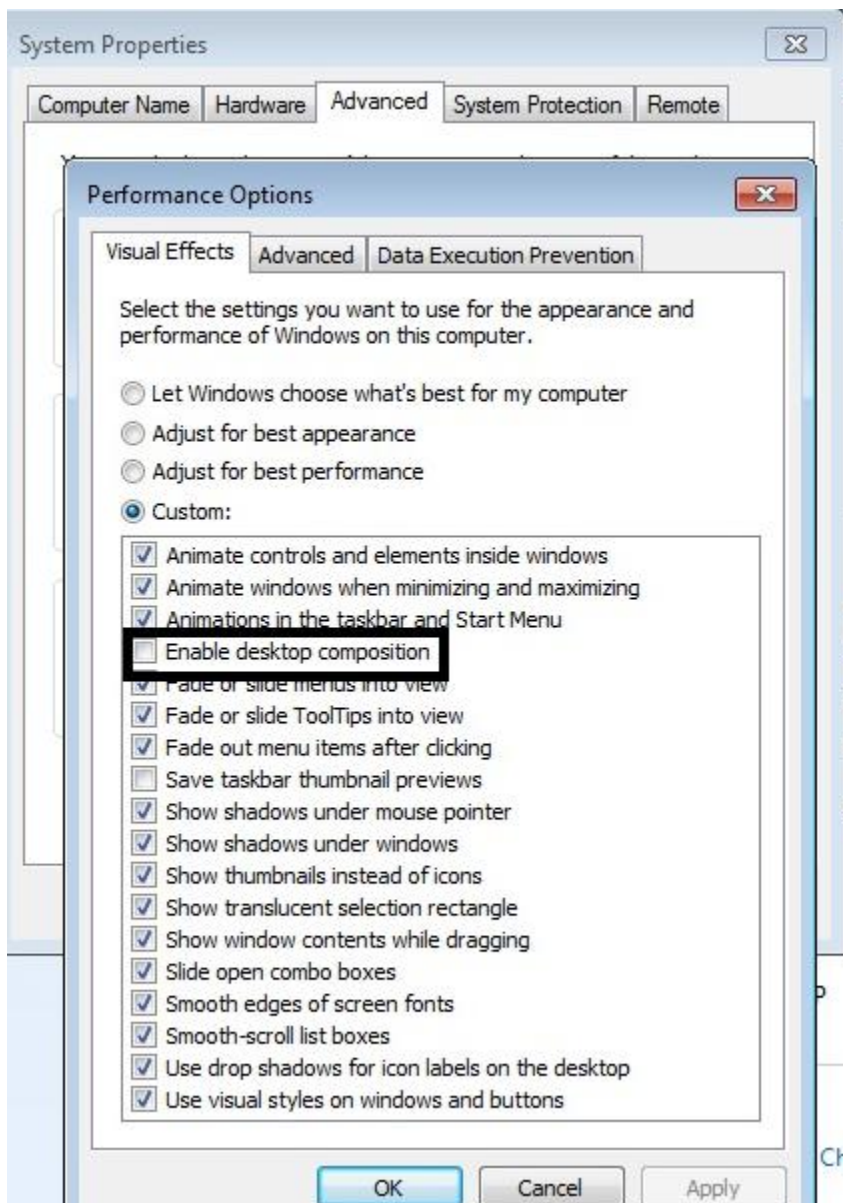 System Properties
Computer Name Hardware Advanced System Protection Remote
Performance Options
Visual Effects Advanced Data Execution Prevention
Select the settings you want to use for the appearance and
performance of Windows on this computer.
Let Windows choose what's best for my computer
Adjust for best appearance
Adjust for best performance
Custom:
Animate controls and elements inside windows
Animate windows when minimizing and maximizing
Animations in the taskbar and Start Menu
Enable desktop composition
Fade or slide menus into view
Fade or slide ToolTips into view
Fade out menu items after clicking
Save taskbar thumbnail previews
Show shadows under mouse pointer
Show shadows under windows
Show thumbnails instead of icons
Show translucent selection rectangle
Show window contents while dragging
Slide open combo boxes
Smooth edges of screen fonts
Smooth-scroll list boxes
Use drop shadows for icon labels on the desktop
Use visual styles on windows and buttons
Ch
OK Cancel Apply